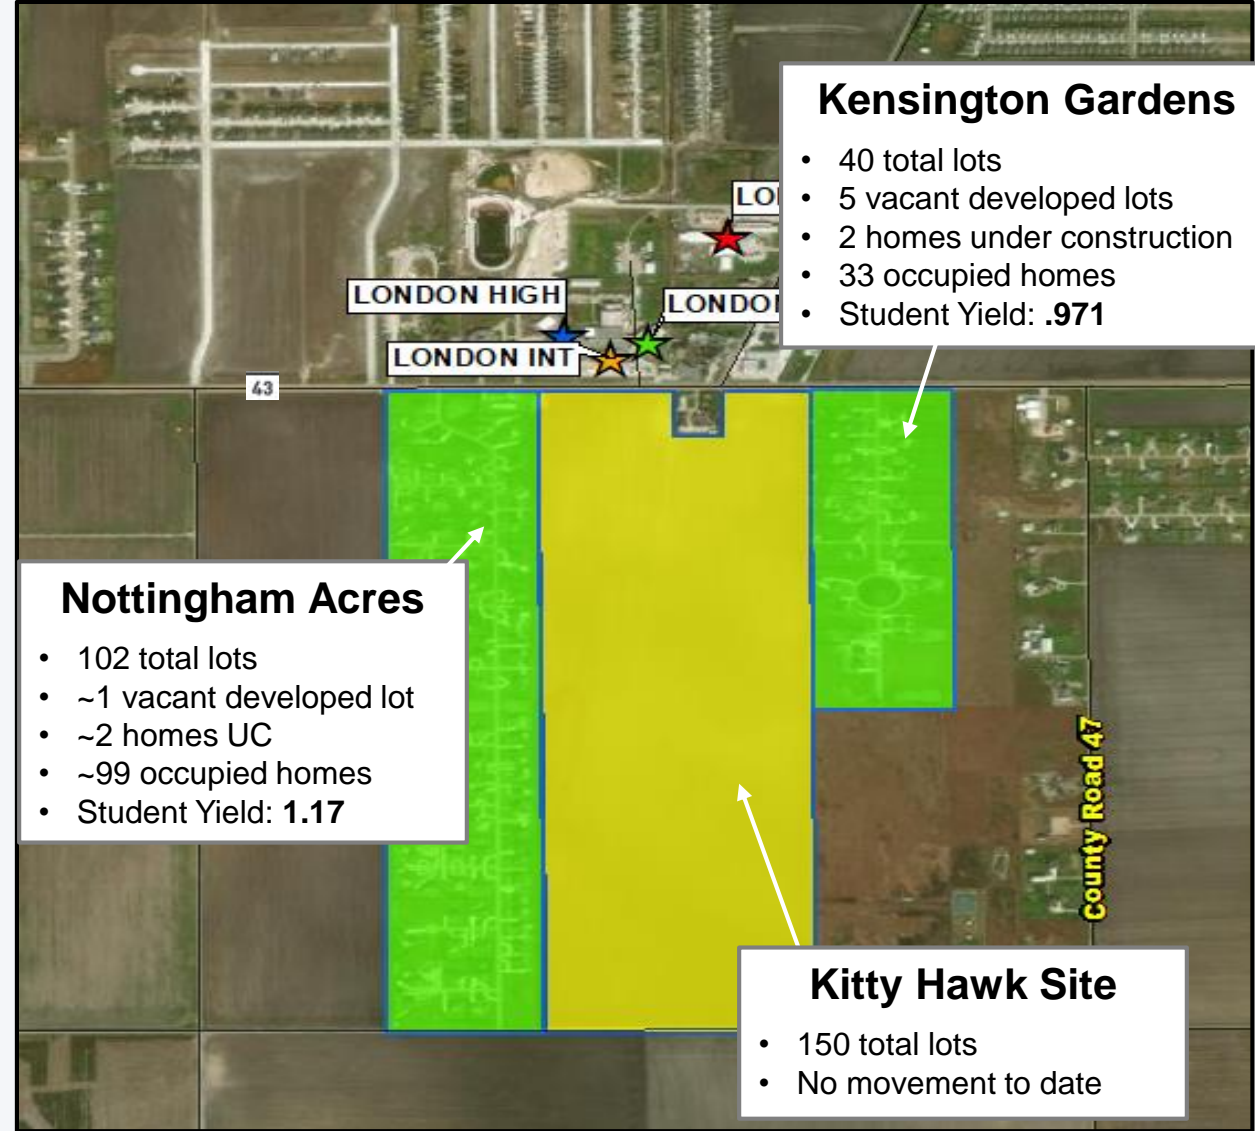 Kensington Gardens
• 40 total lots
• 5 vacant developed lots
• 2 homes under construction
• 33 occupied homes
• Student Yield: .971
LONDON HIGH
LONDON INT
43
Nottingham Acres
• 102 total lots
• ~1 vacant developed lot
• ~2 homes UC
• ~99 occupied homes
• Student Yield: 1.17
County Road 47
Kitty Hawk Site
• 150 total lots
• No movement to date